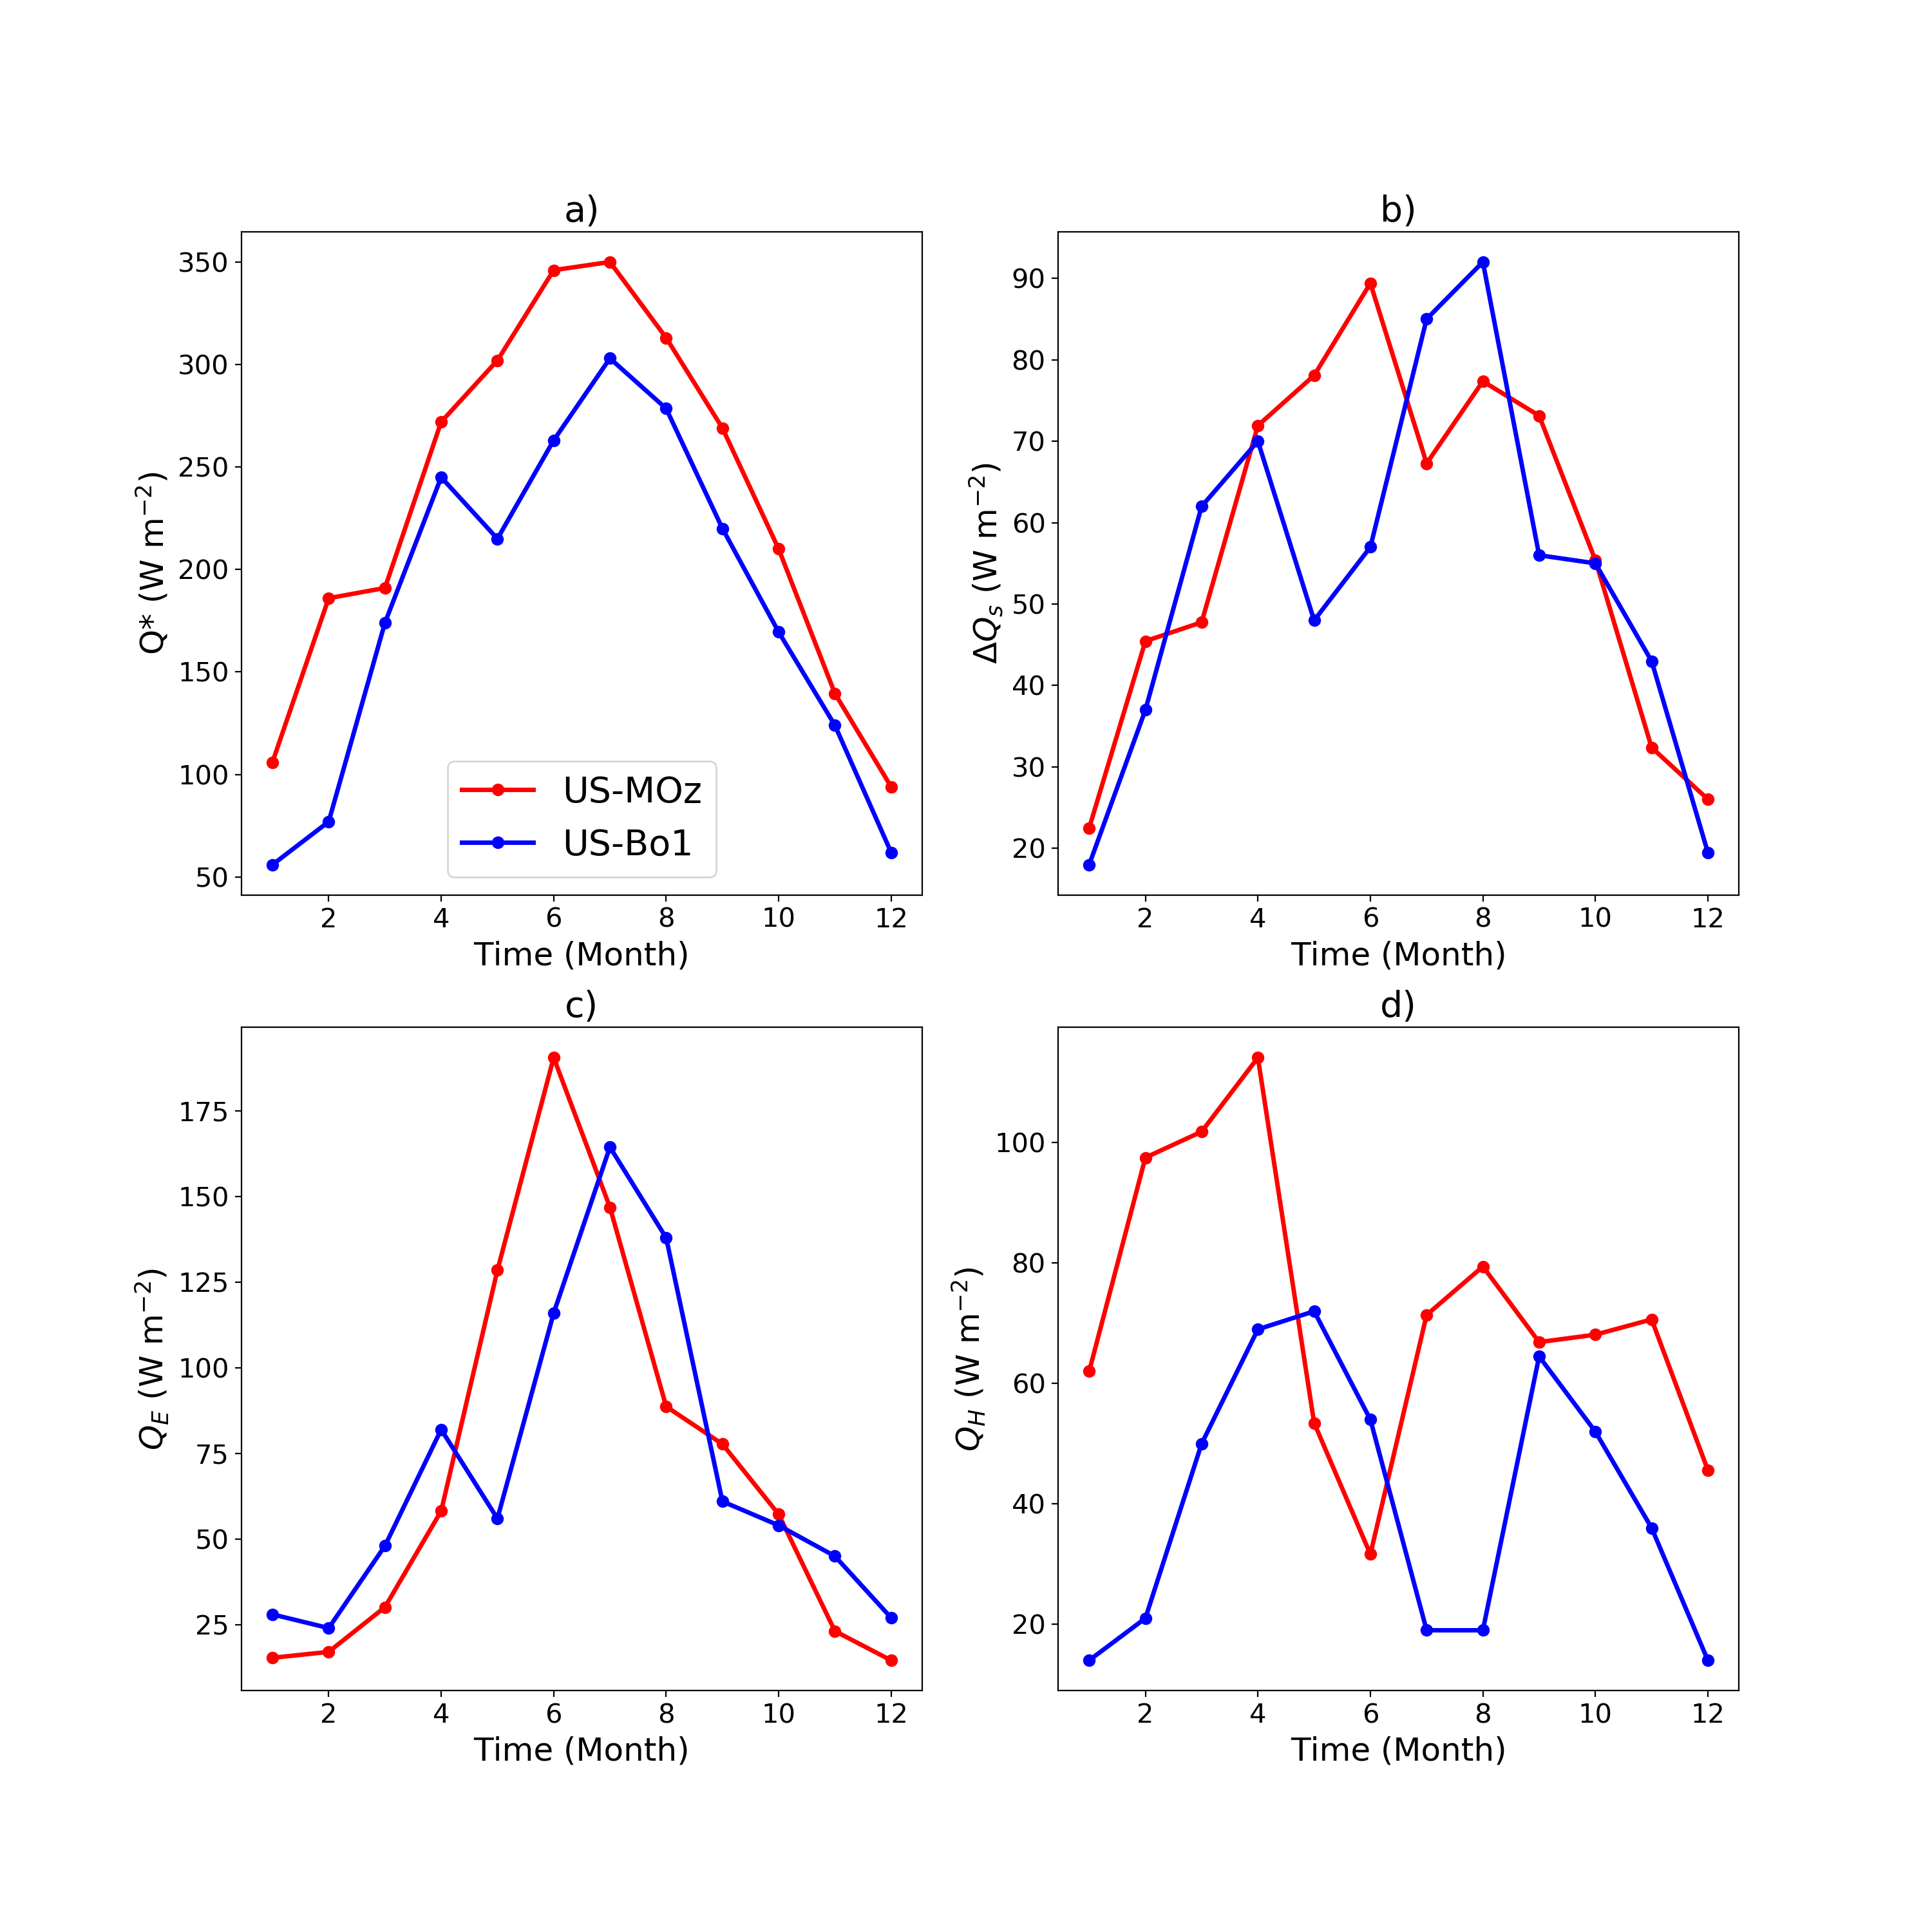 a)
350
300
250
200
150
100
50
Q* (W m⁻²)
US-MOz
US-Bo1
2 4 6 8 10 12
Time (Month)
b)
90
80
70
60
50
40
30
20
ΔQₛ (W m⁻²)
2 4 6 8 10 12
Time (Month)
c)
175
150
125
100
75
50
25
Q_E (W m⁻²)
2 4 6 8 10 12
Time (Month)
d)
100
80
60
40
20
Q_H (W m⁻²)
2 4 6 8 10 12
Time (Month)